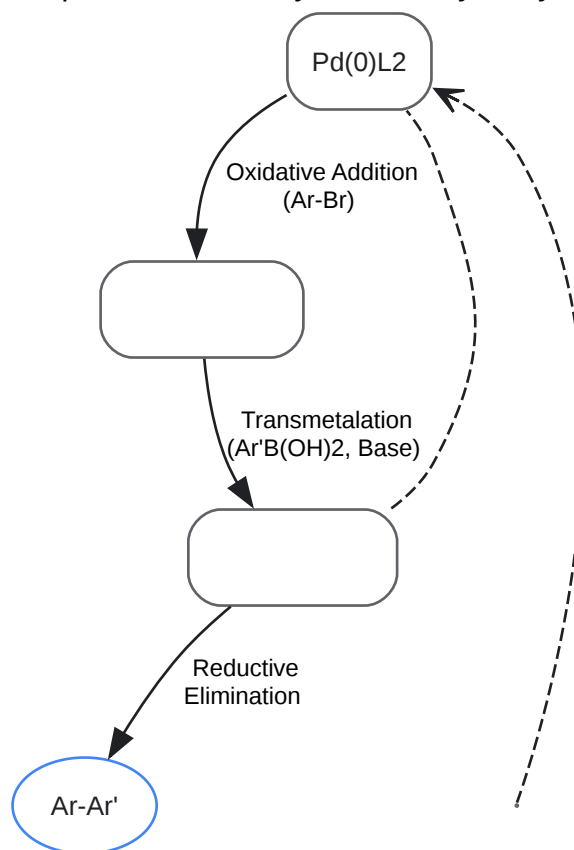 Pd(0)L2
Oxidative Addition
(Ar-Br)
Transmetalation
(Ar'B(OH)2, Base)
Reductive
Elimination
Ar-Ar'